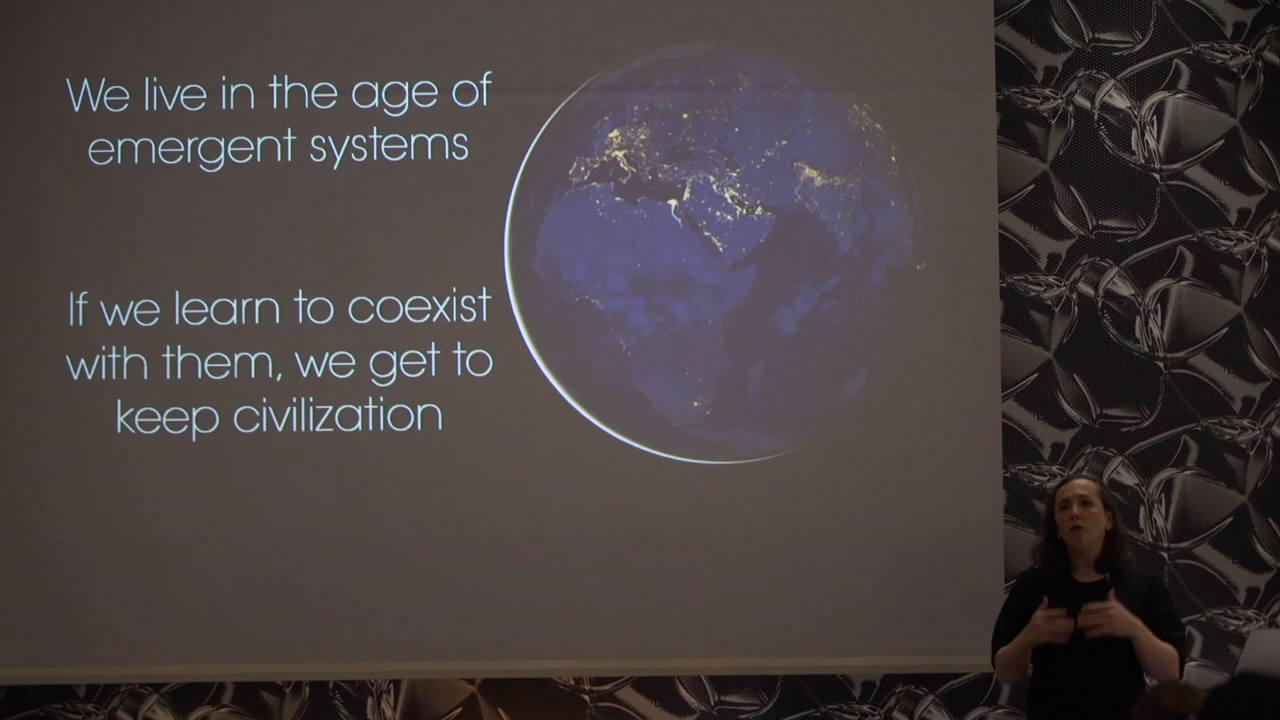 We live in the age of
emergent systems
If we learn to coexist
with them, we get to
keep civilization